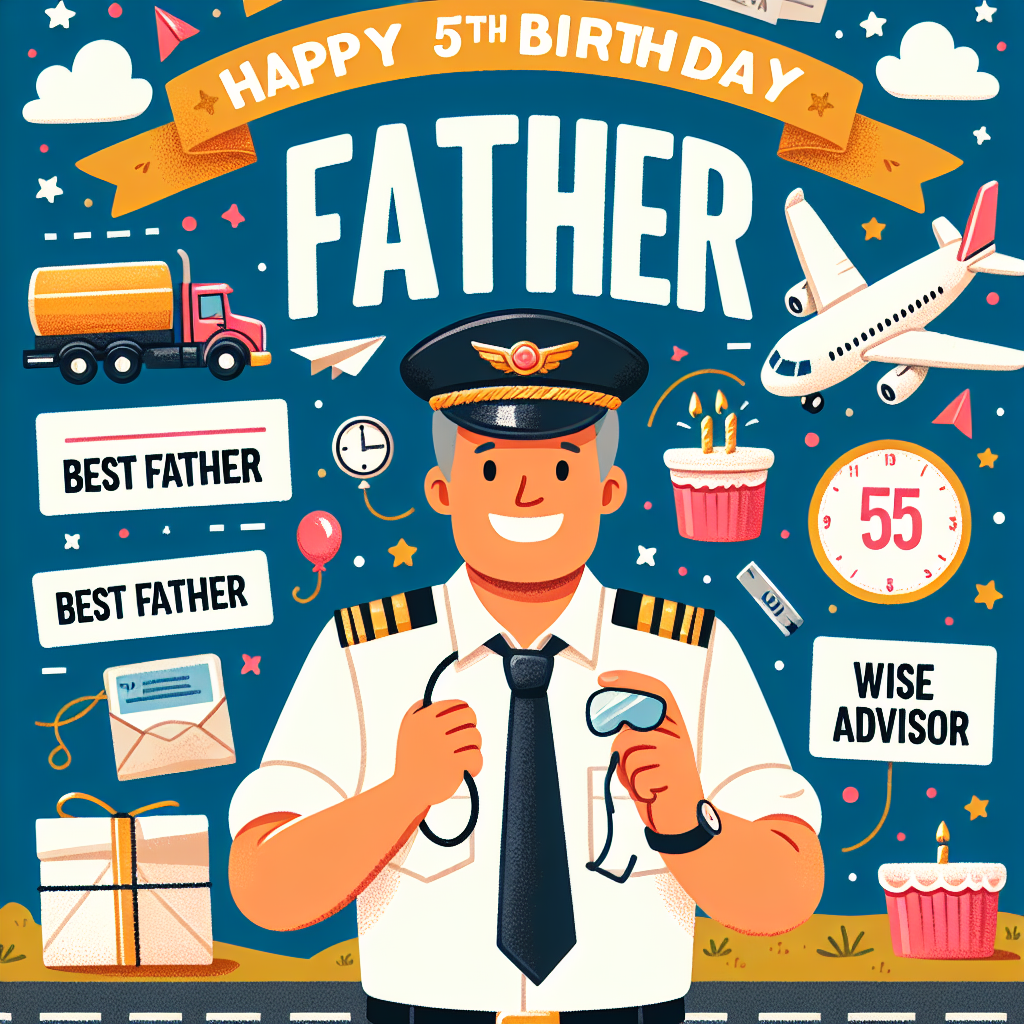 HAPPY 5TH BIRTHDAY
FATHER
BEST FATHER
55
BEST FATHER
WISE
ADVISOR